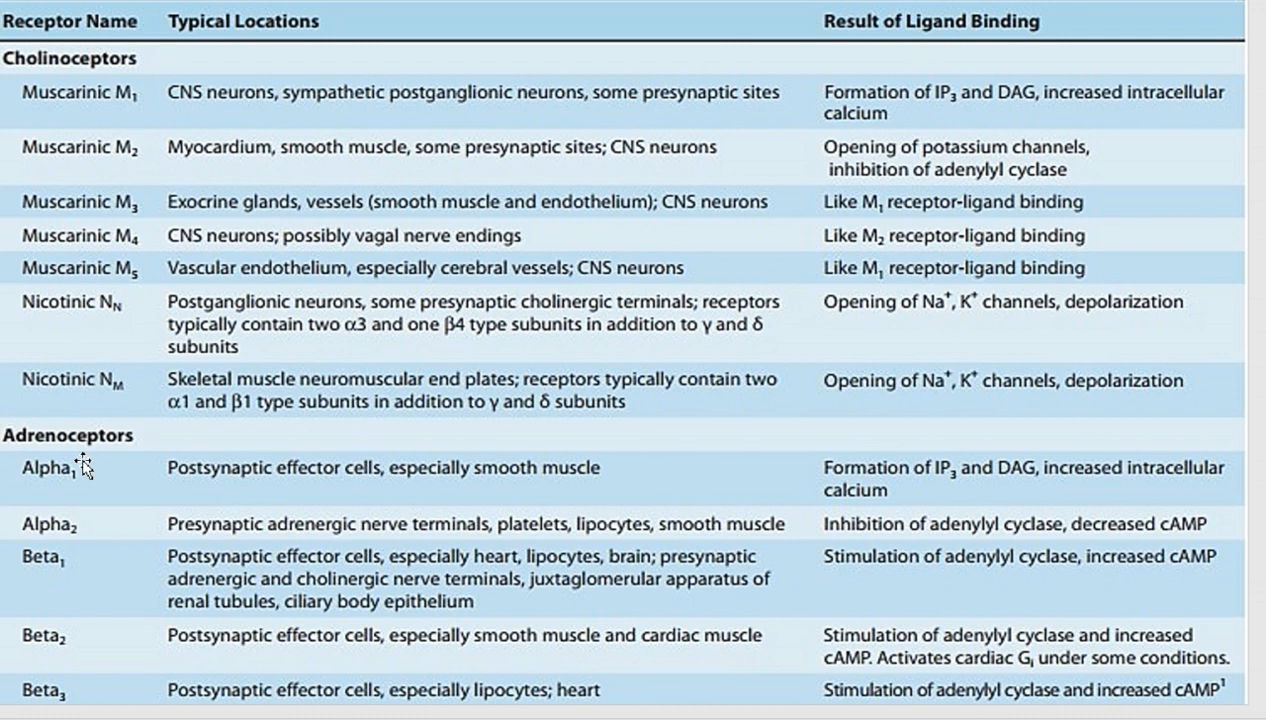 Receptor Name Typical Locations Result of Ligand Binding
Cholinoceptors
Muscarinic M₁ CNS neurons, sympathetic postganglionic neurons, some presynaptic sites Formation of IP₃ and DAG, increased intracellular
calcium
Muscarinic M₂ Myocardium, smooth muscle, some presynaptic sites; CNS neurons Opening of potassium channels,
inhibition of adenylyl cyclase
Muscarinic M₃ Exocrine glands, vessels (smooth muscle and endothelium); CNS neurons Like M₁ receptor-ligand binding
Muscarinic M₄ CNS neurons; possibly vagal nerve endings Like M₂ receptor-ligand binding
Muscarinic M₅ Vascular endothelium, especially cerebral vessels; CNS neurons Like M₁ receptor-ligand binding
Nicotinic Nɴ Postganglionic neurons, some presynaptic cholinergic terminals; receptors Opening of Na⁺, K⁺ channels, depolarization
typically contain two α3 and one β4 type subunits in addition to γ and δ
subunits
Nicotinic Nᴍ Skeletal muscle neuromuscular end plates; receptors typically contain two Opening of Na⁺, K⁺ channels, depolarization
α1 and β1 type subunits in addition to γ and δ subunits
Adrenoceptors
Alpha₁ Postsynaptic effector cells, especially smooth muscle Formation of IP₃ and DAG, increased intracellular
calcium
Alpha₂ Presynaptic adrenergic nerve terminals, platelets, lipocytes, smooth muscle Inhibition of adenylyl cyclase, decreased cAMP
Beta₁ Postsynaptic effector cells, especially heart, lipocytes, brain; presynaptic Stimulation of adenylyl cyclase, increased cAMP
adrenergic and cholinergic nerve terminals, juxtaglomerular apparatus of
renal tubules, ciliary body epithelium
Beta₂ Postsynaptic effector cells, especially smooth muscle and cardiac muscle Stimulation of adenylyl cyclase and increased
cAMP. Activates cardiac Gᵢ under some conditions.
Beta₃ Postsynaptic effector cells, especially lipocytes; heart Stimulation of adenylyl cyclase and increased cAMP¹